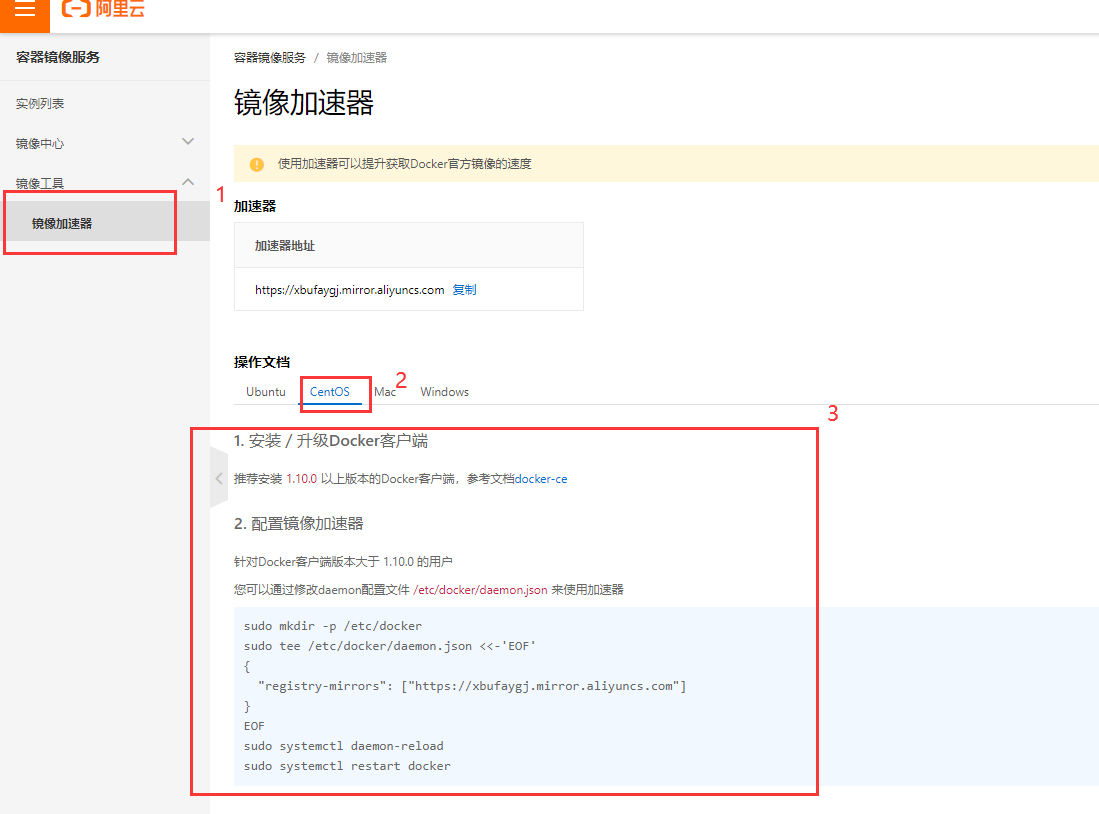 阿里云
容器镜像服务
实例列表
镜像中心
镜像工具
镜像加速器
容器镜像服务 / 镜像加速器
镜像加速器
使用加速器可以提升获取Docker官方镜像的速度
1
加速器
加速器地址
https://xbufaygj.mirror.aliyuncs.com 复制
操作文档
Ubuntu CentOS Mac Windows
2
3
1. 安装 / 升级Docker客户端
推荐安装 1.10.0 以上版本的Docker客户端，参考文档docker-ce
2. 配置镜像加速器
针对Docker客户端版本大于 1.10.0 的用户
您可以通过修改daemon配置文件 /etc/docker/daemon.json 来使用加速器
sudo mkdir -p /etc/docker
sudo tee /etc/docker/daemon.json <<-'EOF'
{
  "registry-mirrors": ["https://xbufaygj.mirror.aliyuncs.com"]
}
EOF
sudo systemctl daemon-reload
sudo systemctl restart docker